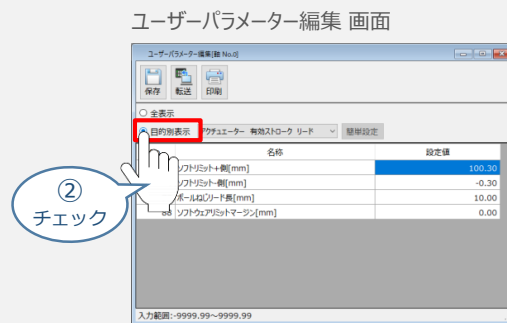 ユーザーパラメーター編集 画面
ユーザーパラメーター編集[軸 No.0]
保存 転送 印刷
全表示
目的別表示 アクチュエーター 有効ストローク リード 簡単設定
名称 設定値
ソフトリミット+側[mm] 100.30
ソフトリミット-側[mm] -0.30
ボールねじリード長[mm] 10.00
88 ソフトウェアリミットマージン[mm] 0.00
②
チェック
入力範囲:-9999.99~9999.99